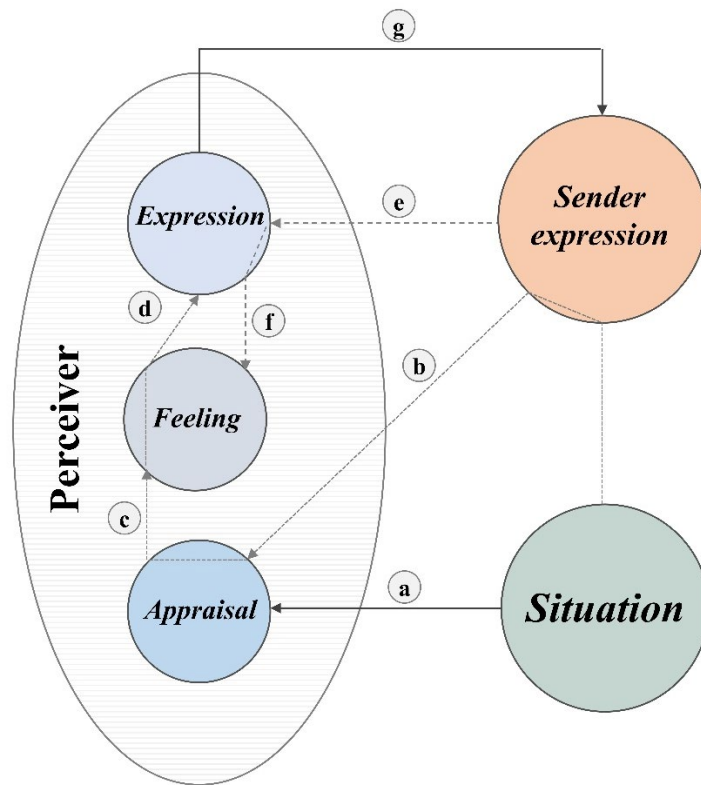 g
Expression
e
Sender
expression
d
f
b
Perceiver
Feeling
c
a
Appraisal
Situation